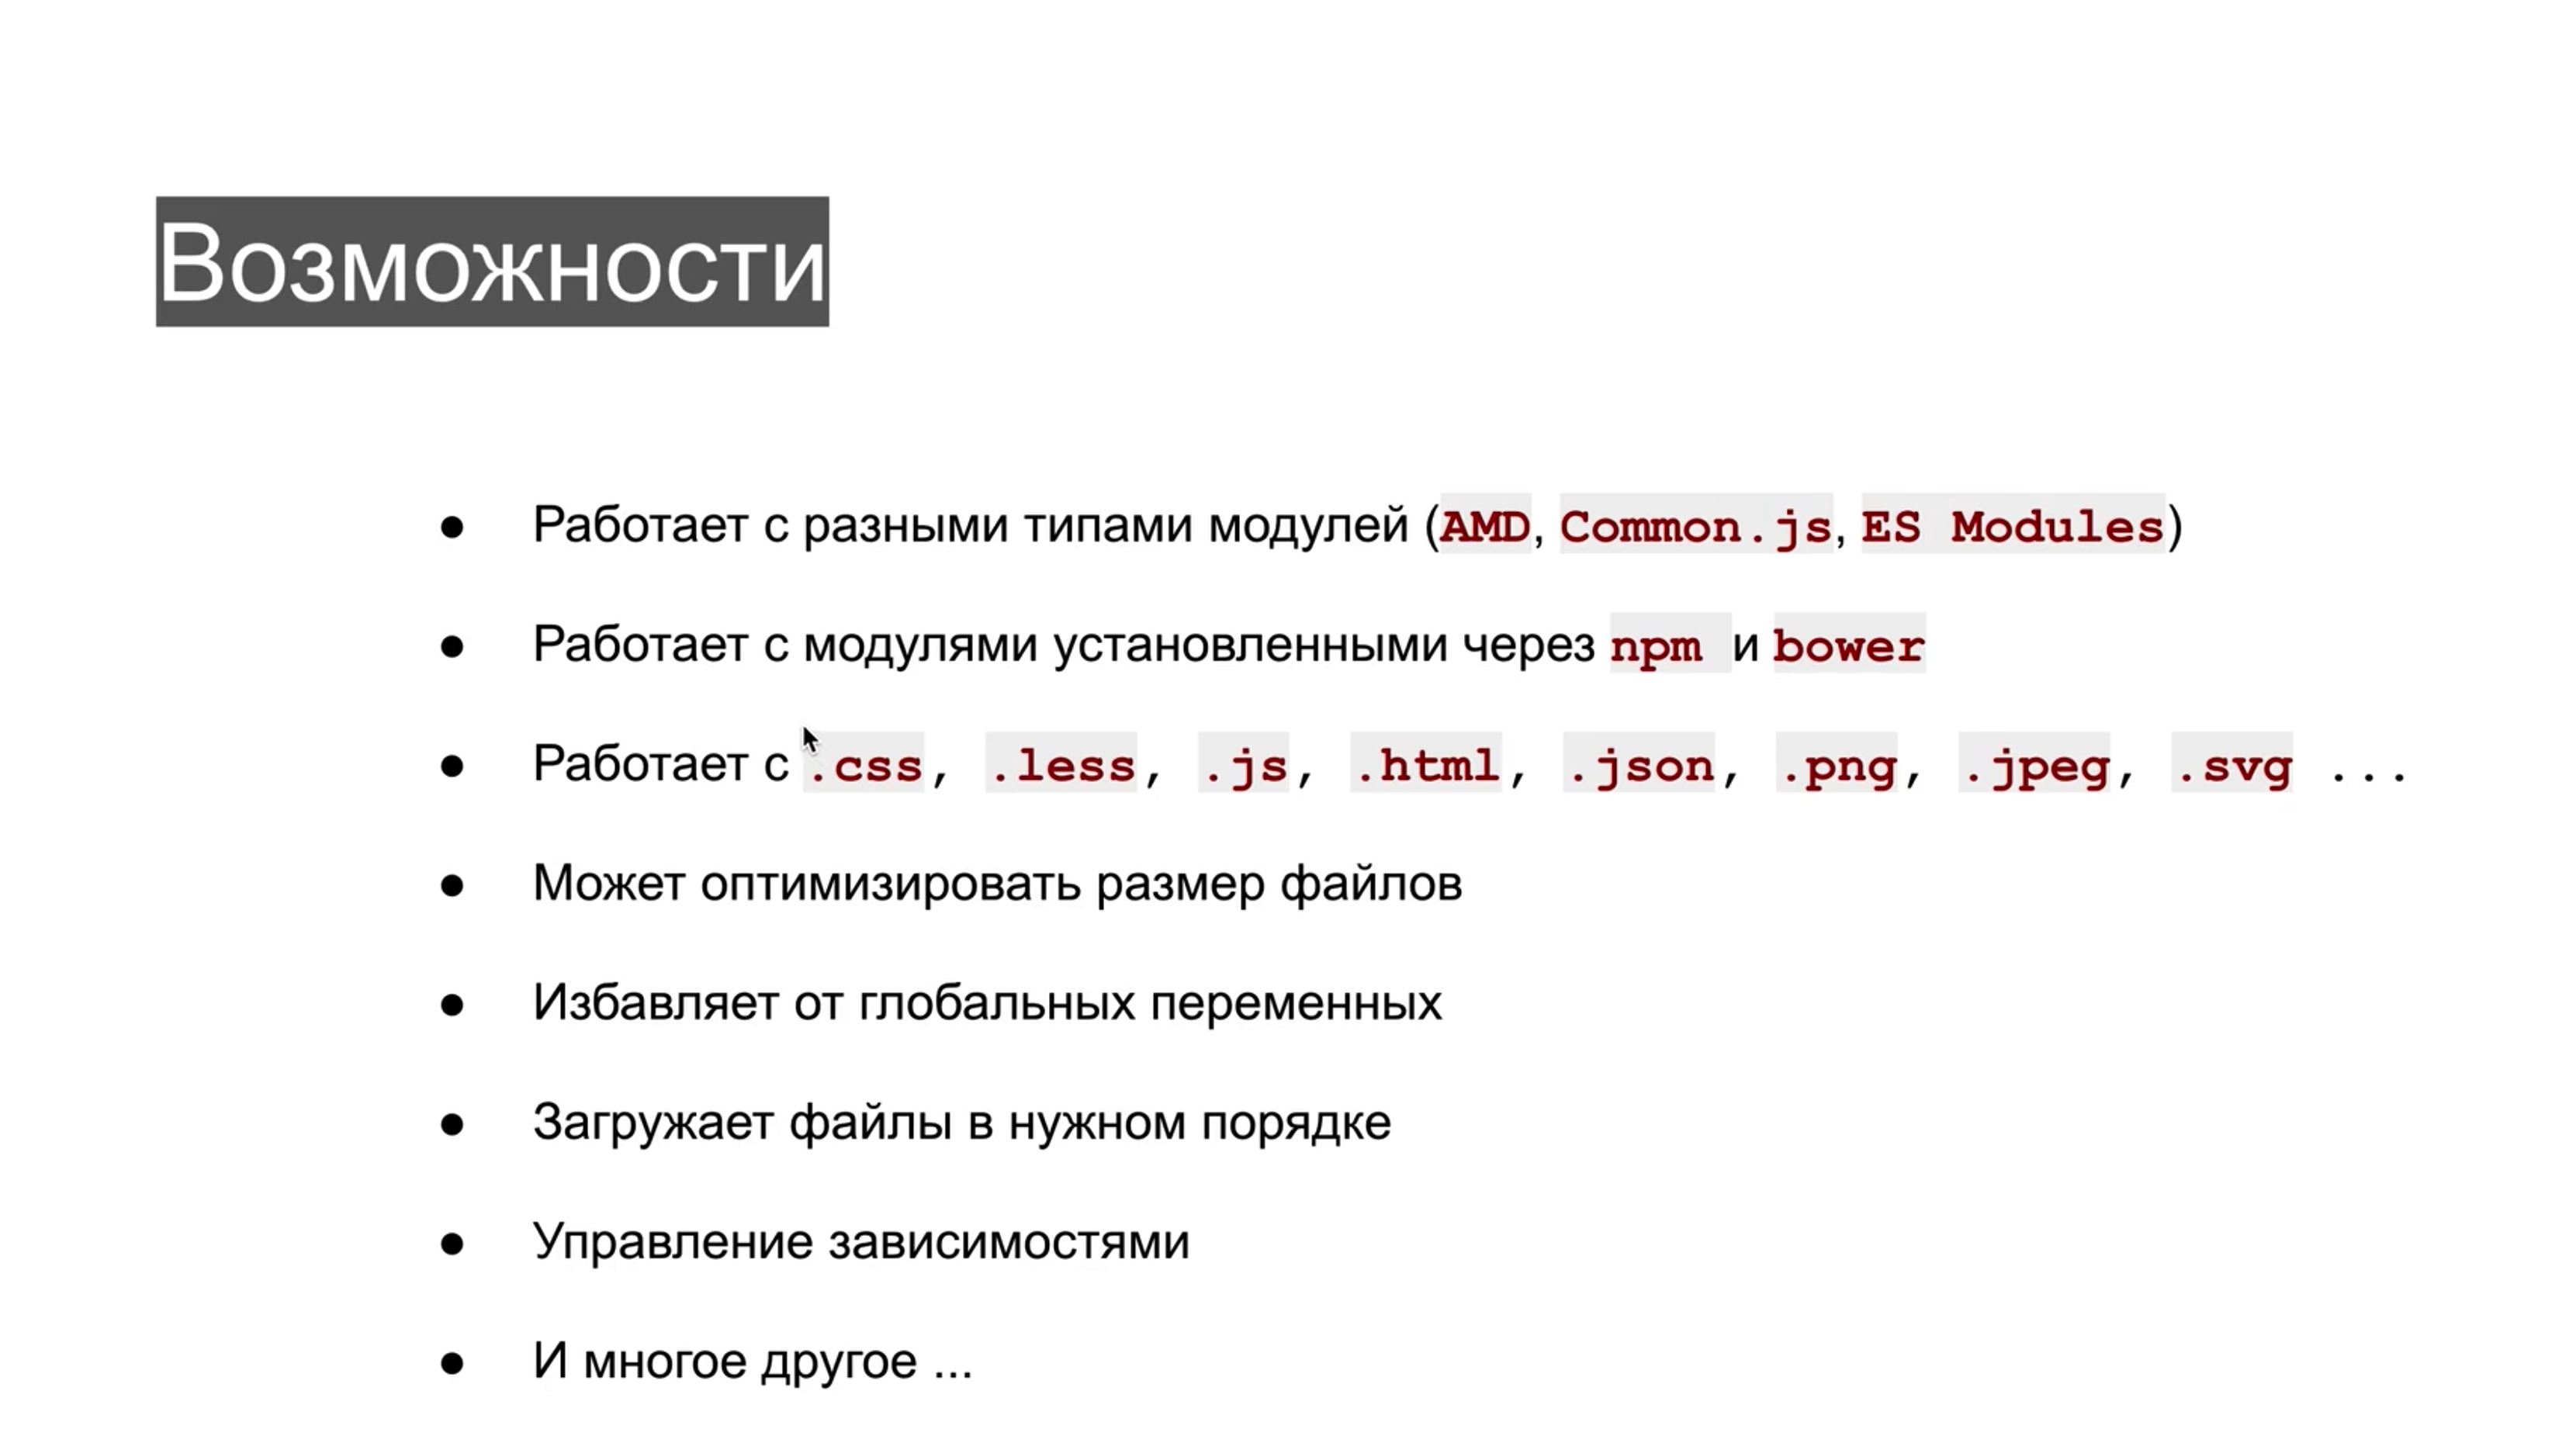 Возможности
● Работает с разными типами модулей (AMD, Common.js, ES Modules)
● Работает с модулями установленными через npm и bower
● Работает с .css, .less, .js, .html, .json, .png, .jpeg, .svg ...
● Может оптимизировать размер файлов
● Избавляет от глобальных переменных
● Загружает файлы в нужном порядке
● Управление зависимостями
● И многое другое ...